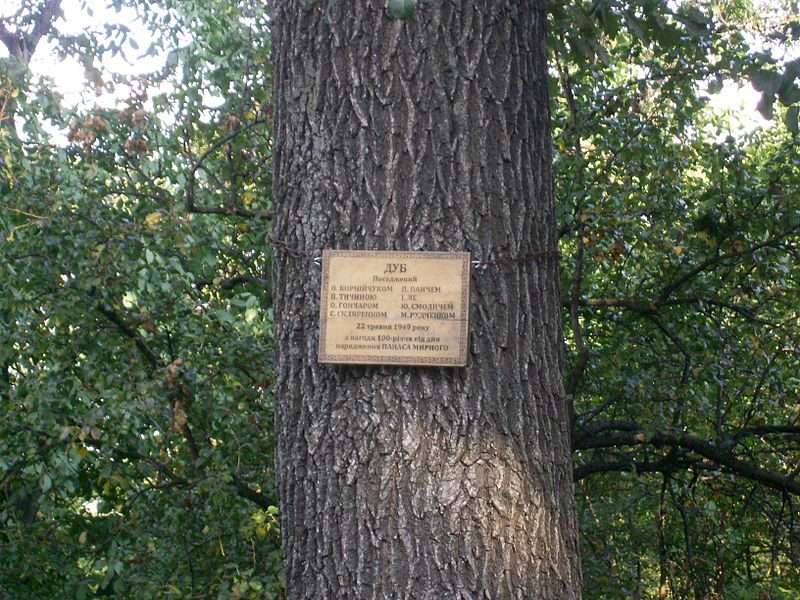 ДУБ
Посаджений
О. КОРНІЙЧУКОМ П. ПАНЧЕМ
П. ТИЧИНОЮ І. ЛЕ
О. ГОНЧАРОМ Ю. СМОЛИЧЕМ
С. СКЛЯРЕНКОМ М. РУДЧЕНКОМ
22 травня 1949 року
з нагоди 100-річчя від дня
народження ПАНАСА МИРНОГО